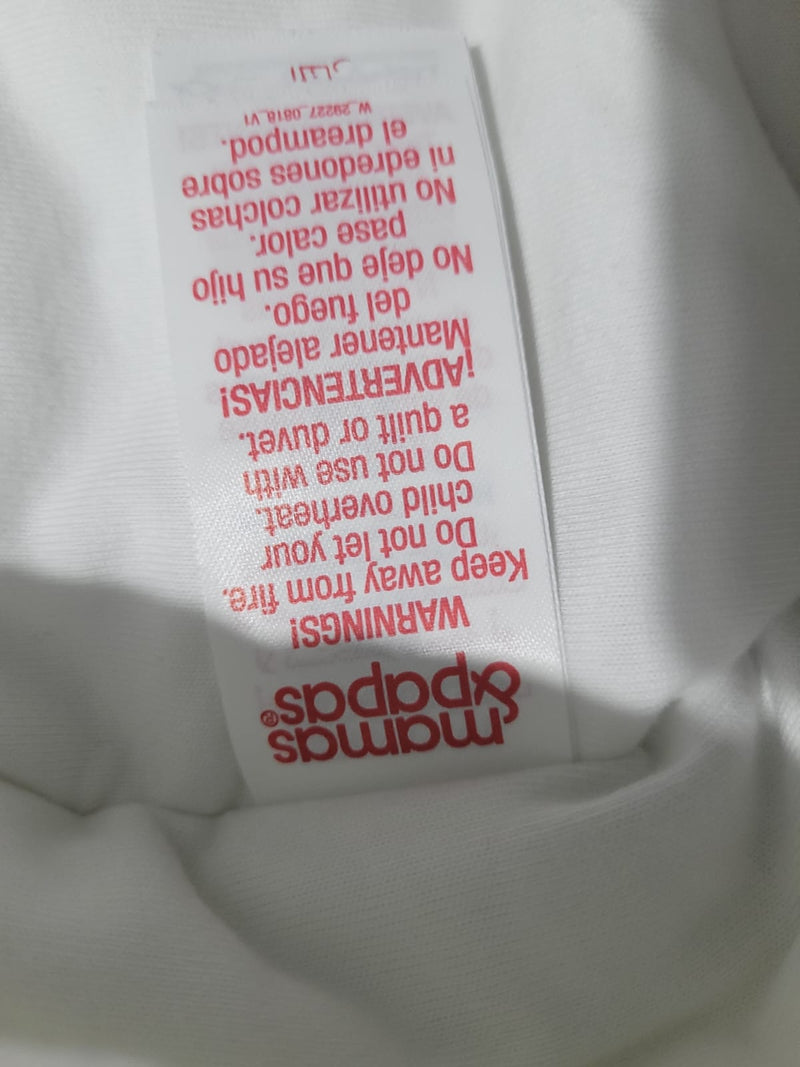 mamas
&papas®
WARNINGS!
Keep away from fire.
Do not let your
child overheat.
Do not use with
a quilt or duvet.
¡ADVERTENCIAS!
Mantener alejado
del fuego.
No deje que su hijo
pase calor.
No utilizar colchas
ni edredones sobre
el dreampod.
W_29227_0818_V1
النار